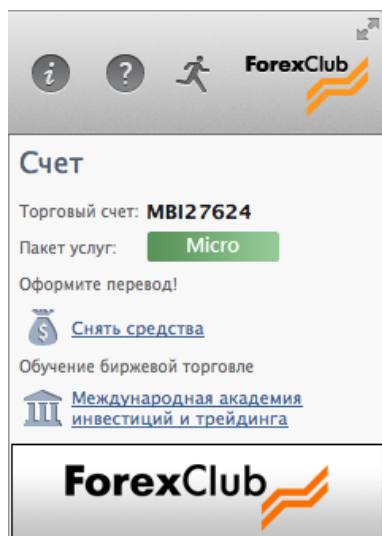 i ? ForexClub
Счет
Торговый счет: MBI27624
Пакет услуг: Micro
Оформите перевод!
$ Снять средства
Обучение биржевой торговле
Международная академия
инвестиций и трейдинга
ForexClub